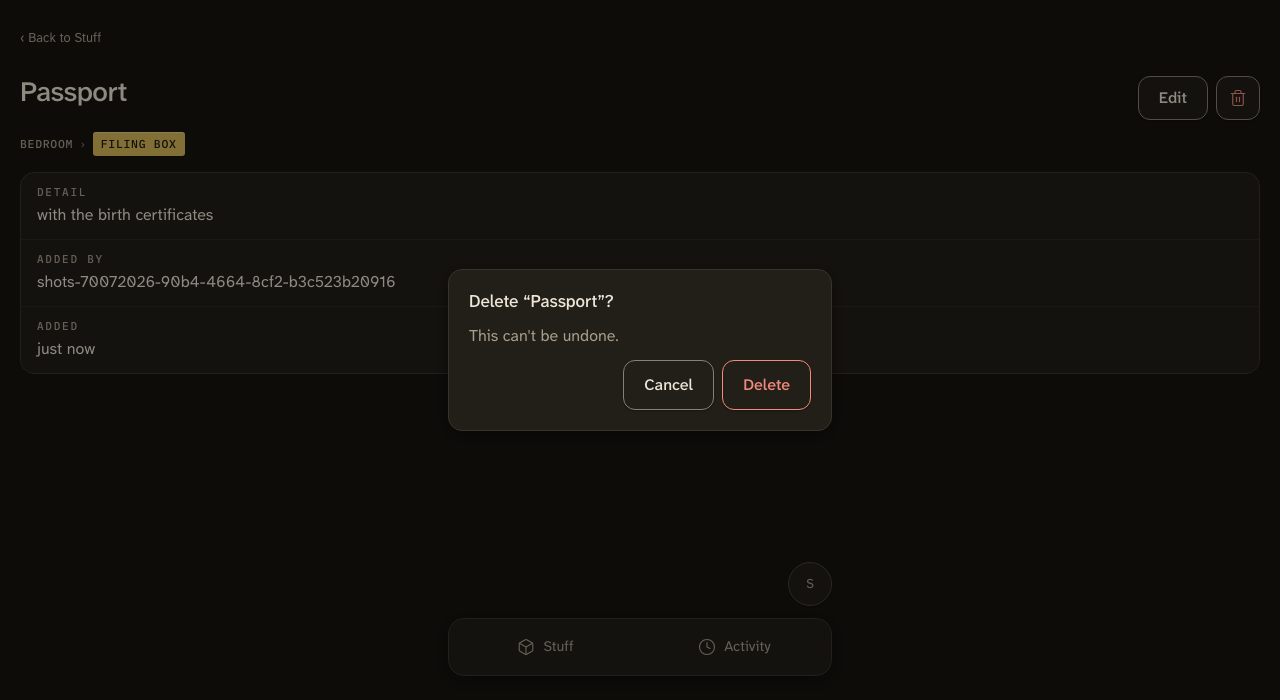 ‹ Back to Stuff
Passport
Edit
BEDROOM › FILING BOX
DETAIL
with the birth certificates
ADDED BY
shots-70072026-90b4-4664-8cf2-b3c523b20916
ADDED
just now
Delete “Passport”?
This can't be undone.
Cancel Delete
S
Stuff Activity